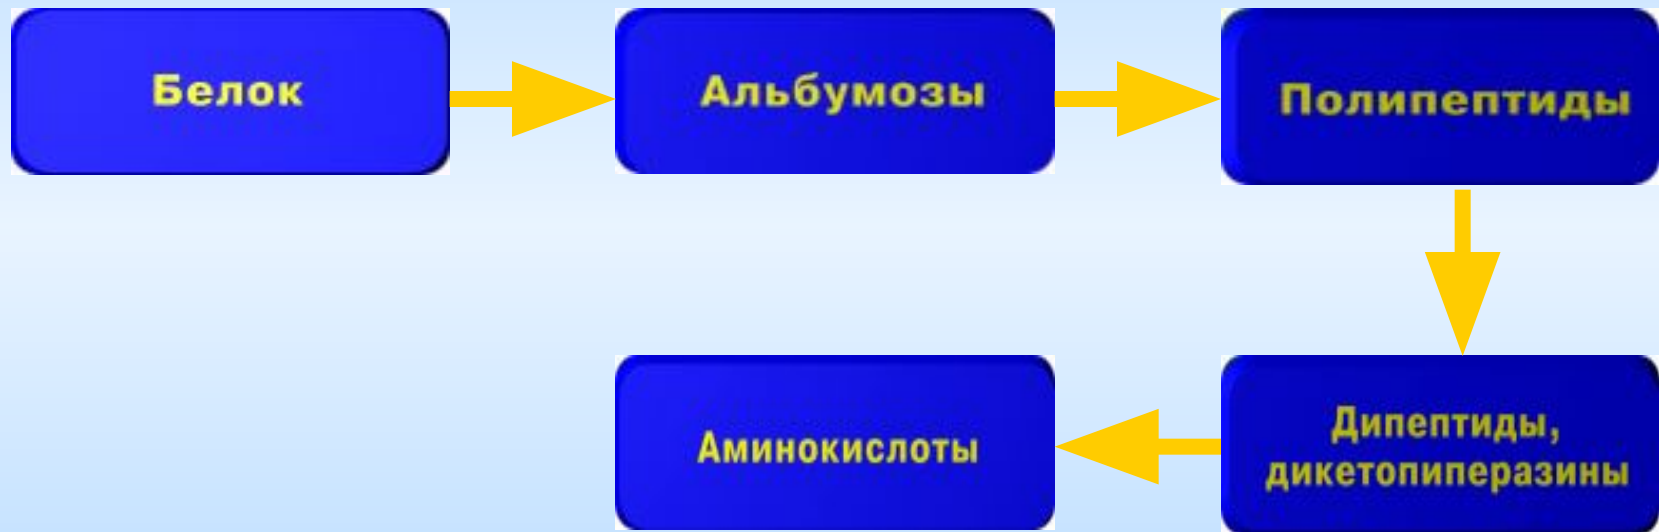 Белок
Альбумозы
Полипептиды
Дипептиды,
дикетопиперазины
Аминокислоты